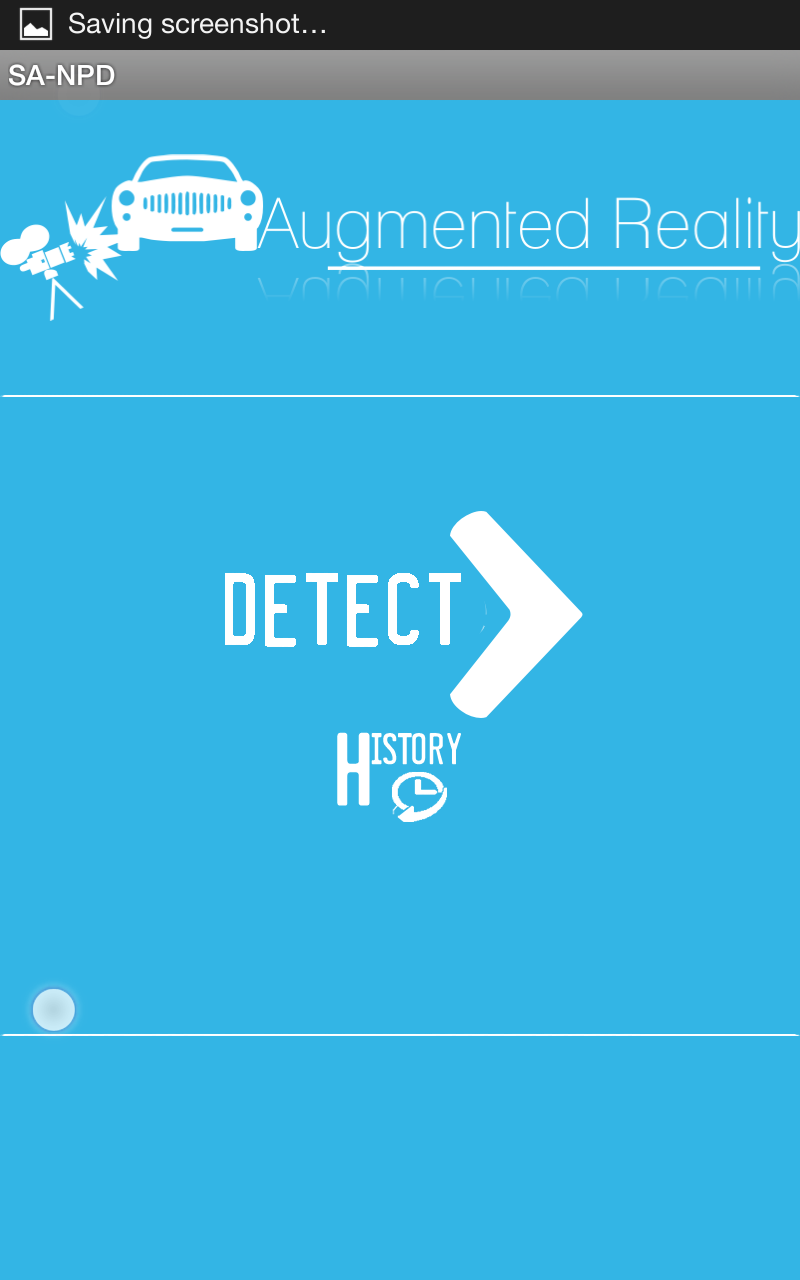 Saving screenshot...
SA-NPD
Augmented Reality
DETECT
HISTORY